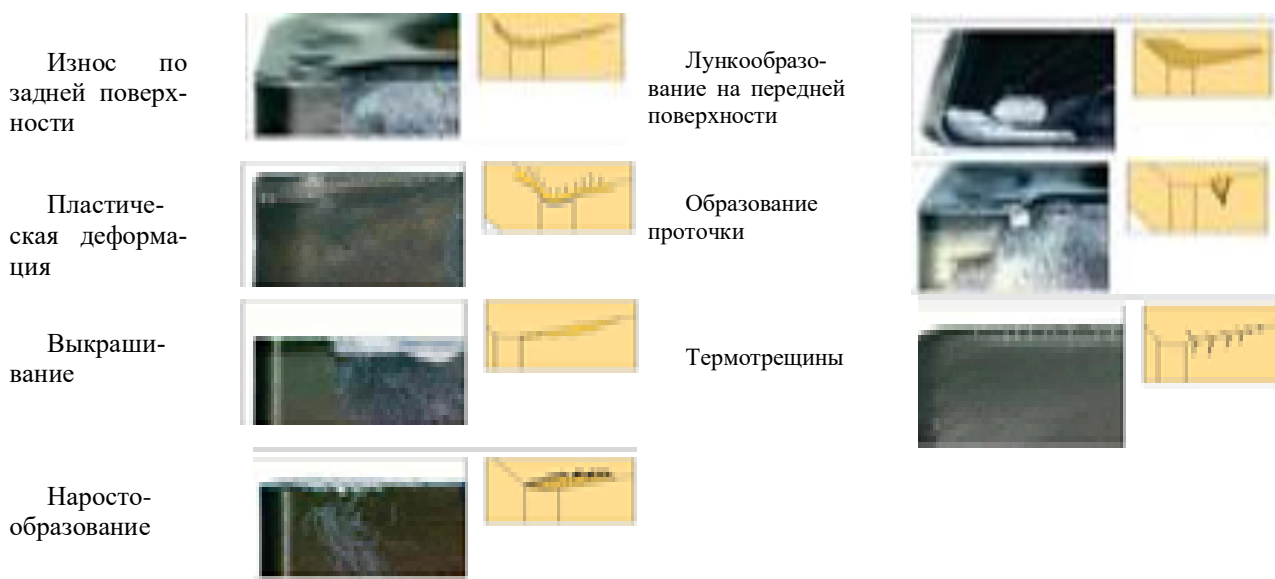 Износ по
задней поверх-
ности
Лункообразо-
вание на передней
поверхности
Пластиче-
ская деформа-
ция
Образование
проточки
Выкраши-
вание
Термотрещины
Наросто-
образование